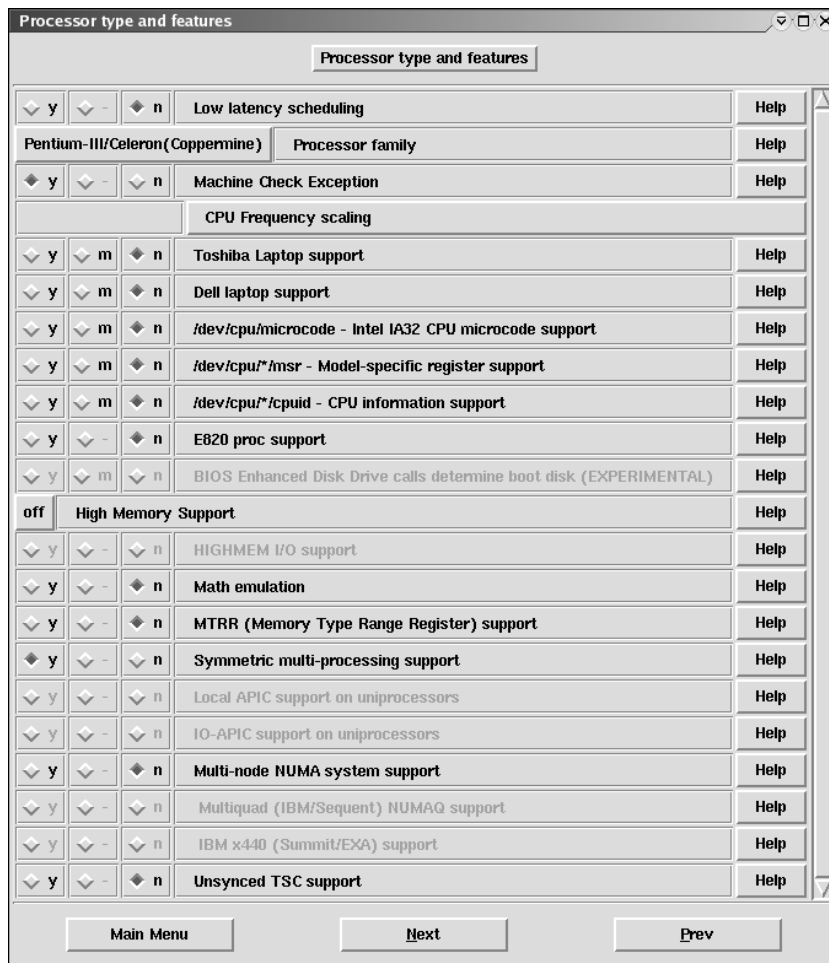 Processor type and features
Processor type and features
y - n Low latency scheduling Help
Pentium-III/Celeron(Coppermine) Processor family Help
y - n Machine Check Exception Help
CPU Frequency scaling
y m n Toshiba Laptop support Help
y m n Dell laptop support Help
y m n /dev/cpu/microcode - Intel IA32 CPU microcode support Help
y m n /dev/cpu/*/msr - Model-specific register support Help
y m n /dev/cpu/*/cpuid - CPU information support Help
y - n E820 proc support Help
y m n BIOS Enhanced Disk Drive calls determine boot disk (EXPERIMENTAL) Help
off High Memory Support Help
y - n HIGHMEM I/O support Help
y - n Math emulation Help
y - n MTRR (Memory Type Range Register) support Help
y - n Symmetric multi-processing support Help
y - n Local APIC support on uniprocessors Help
y - n IO-APIC support on uniprocessors Help
y - n Multi-node NUMA system support Help
y - n Multiquad (IBM/Sequent) NUMAQ support Help
y - n IBM x440 (Summit/EXA) support Help
y - n Unsynced TSC support Help
Main Menu Next Prev